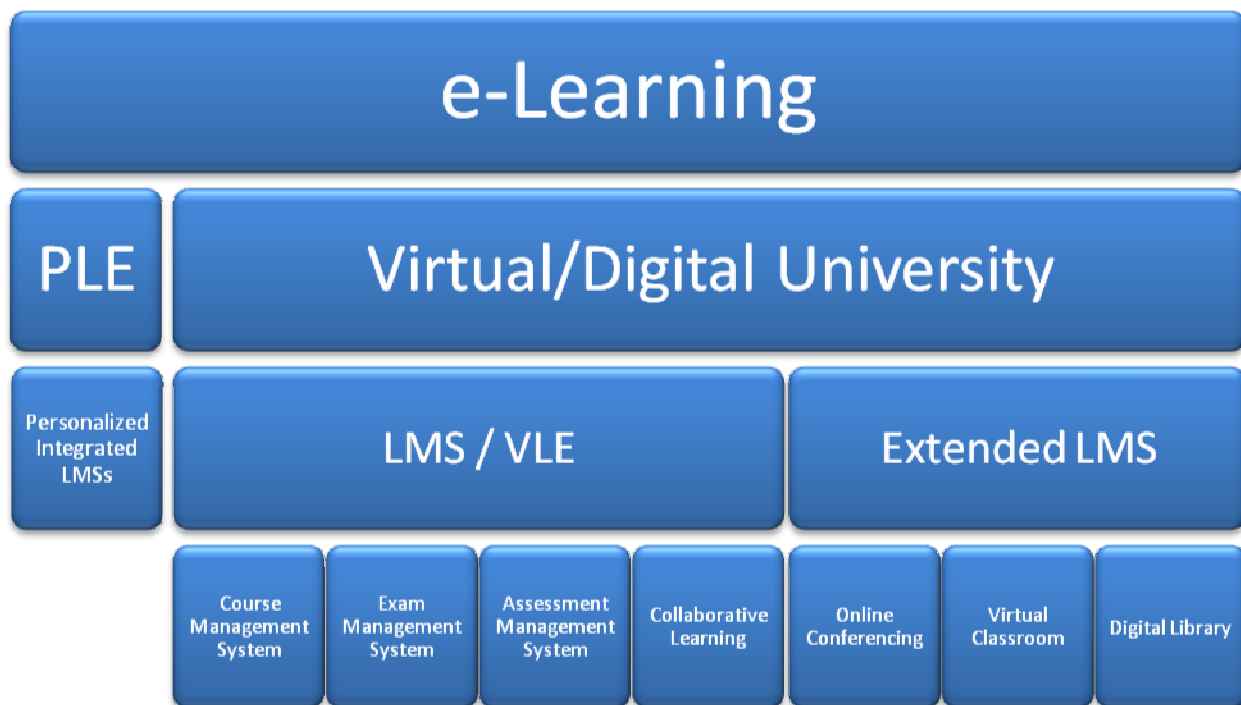 e-Learning
PLE
Virtual/Digital University
Personalized
Integrated
LMSs
LMS / VLE
Extended LMS
Course
Management
System
Exam
Management
System
Assessment
Management
System
Collaborative
Learning
Online
Conferencing
Virtual
Classroom
Digital Library